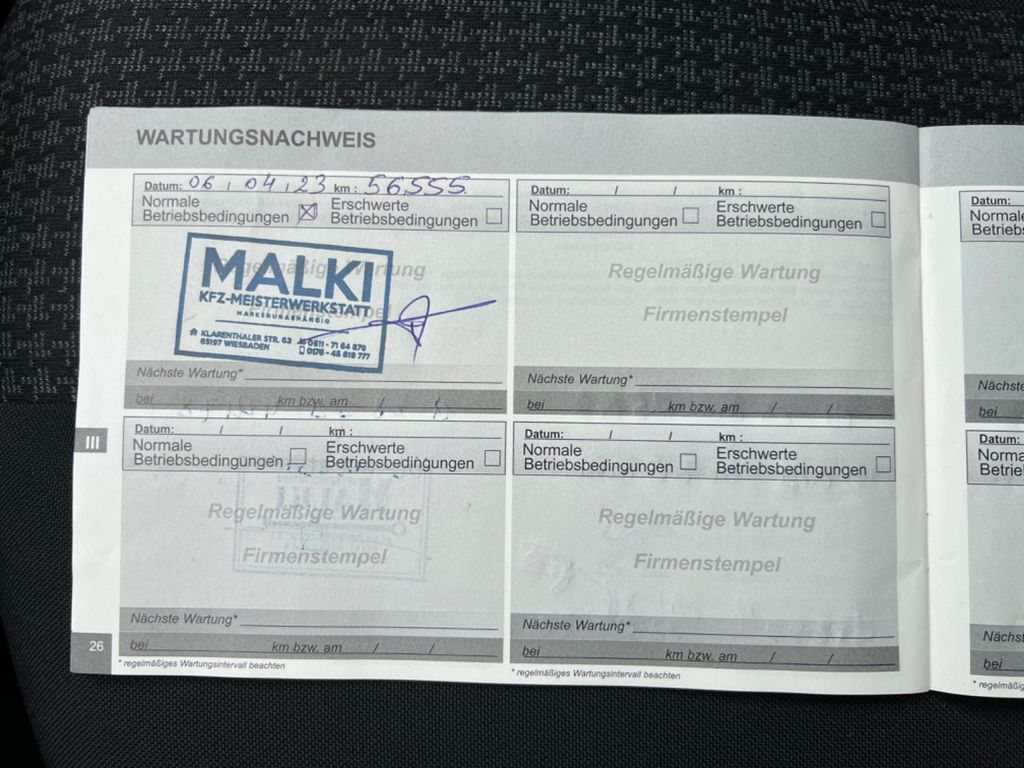 WARTUNGSNACHWEIS
Datum: 06 / 04 / 23 km : 56555
Normale Betriebsbedingungen ☒ Erschwerte Betriebsbedingungen ☐
Regelmäßige Wartung
MALKI
KFZ-MEISTERWERKSTATT
MARKENUNABHÄNGIG
KLARENTHALER STR. 63
65197 WIESBADEN
0611 - 71 64 879
0176 - 45 818 777
Nächste Wartung*
bei km bzw. am / /
Datum: / / km :
Normale Betriebsbedingungen ☐ Erschwerte Betriebsbedingungen ☐
Regelmäßige Wartung
Firmenstempel
Nächste Wartung*
bei km bzw. am / /
III
Datum: / / km :
Normale Betriebsbedingungen ☐ Erschwerte Betriebsbedingungen ☐
Regelmäßige Wartung
Firmenstempel
Nächste Wartung*
bei km bzw. am / /
* regelmäßiges Wartungsintervall beachten
Datum: / / km :
Normale Betriebsbedingungen ☐ Erschwerte Betriebsbedingungen ☐
Regelmäßige Wartung
Firmenstempel
Nächste Wartung*
bei km bzw. am / /
* regelmäßiges Wartungsintervall beachten
26
Datum:
Normale
Betriebs
Nächste
bei
Datum:
Norma
Betrieb
Nächst
bei
* regelmäßig